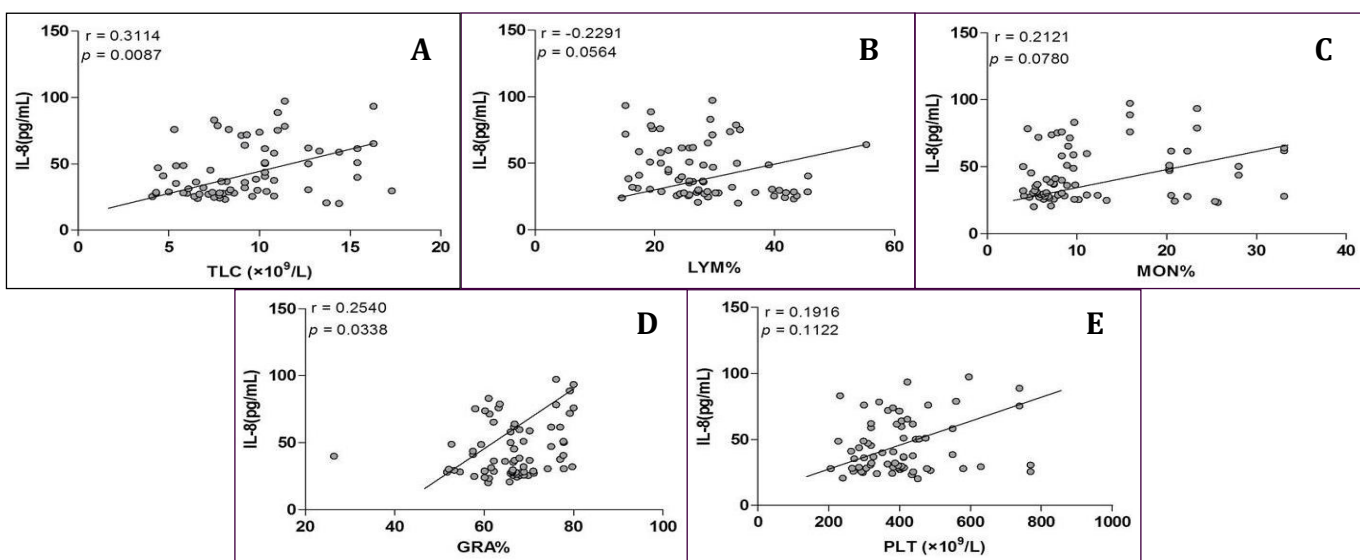 150
r = 0.3114
p = 0.0087
A
100
50
0
IL-8(pg/mL)
0
5
10
15
20
TLC (×10⁹/L)
150
r = -0.2291
p = 0.0564
B
100
50
0
IL-8(pg/mL)
0
20
40
60
LYM%
150
r = 0.2121
p = 0.0780
C
100
50
0
IL-8(pg/mL)
0
10
20
30
40
MON%
150
r = 0.2540
p = 0.0338
D
100
50
0
IL-8(pg/mL)
20
40
60
80
100
GRA%
150
r = 0.1916
p = 0.1122
E
100
50
0
IL-8(pg/mL)
0
200
400
600
800
1000
PLT (×10⁹/L)